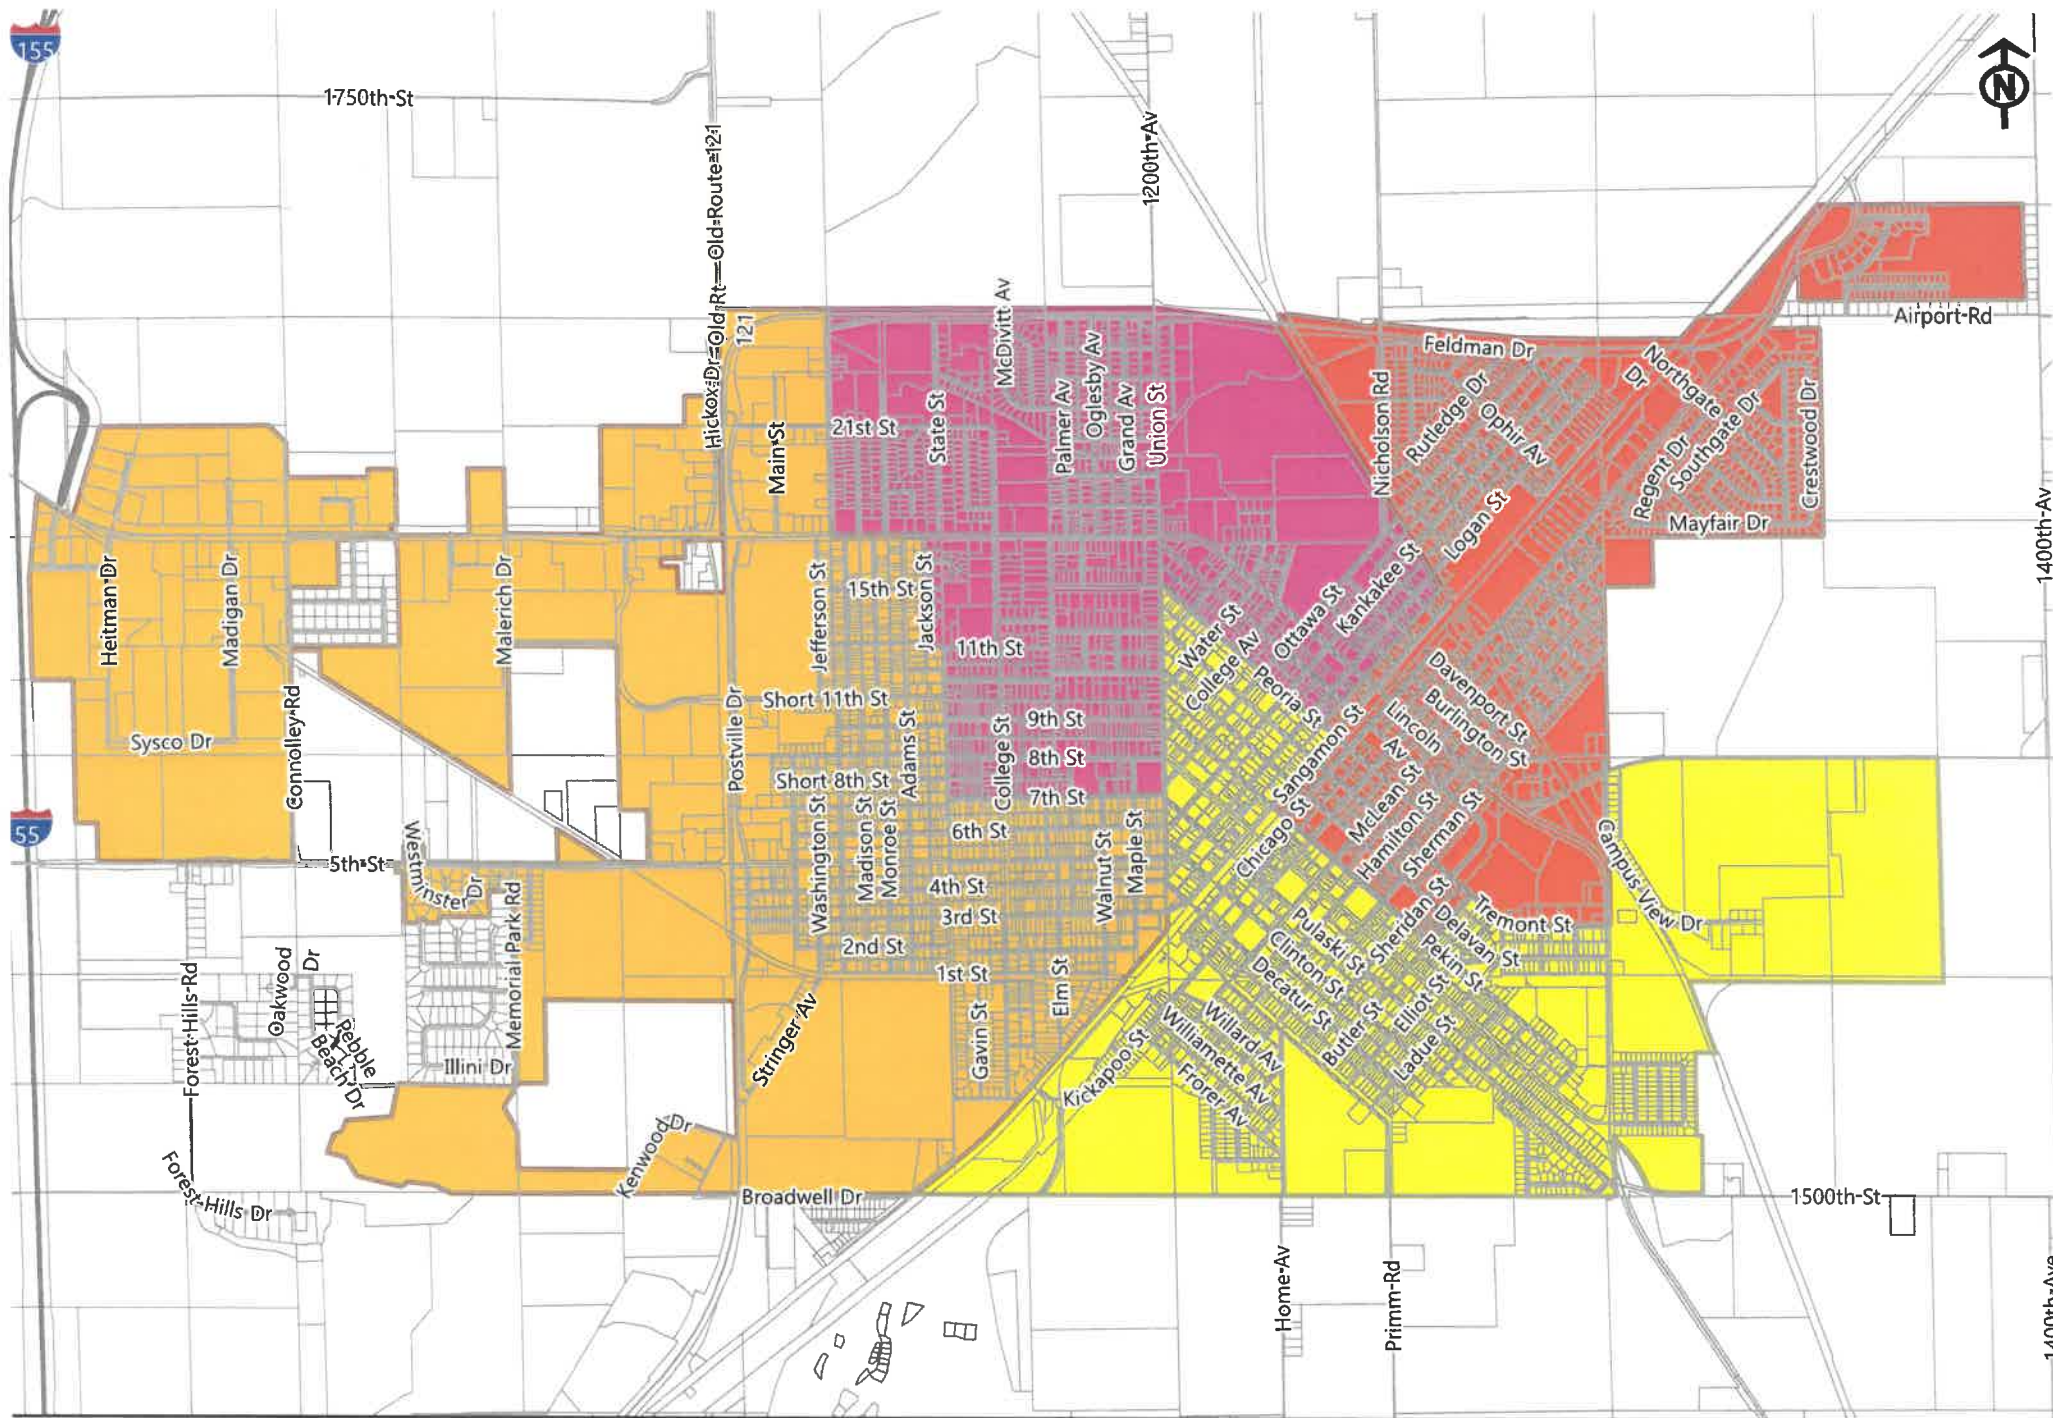 155
1750th-St
N
1200th-Av
Hickox-Dr-Old-Rt-Old-Route-121
121
Airport-Rd
McDivitt Av
Feldman Dr
Northgate
Dr
Oglesby Av
Palmer Av
Grand Av
Union St
State St
21st St
Main-St
Nicholson Rd
Rutledge Dr
Ophir Av
Regent Dr
Southgate Dr
Crestwood Dr
Mayfair Dr
Logan St
1400th-Av
Heitman-Dr
Madigan Dr
Malerich Dr
Jefferson St
15th St
Jackson St
11th St
Water St
College Av
Ottawa St
Kankakee St
Peoria St
Davenport St
Burlington St
Lincoln
Av
Sysco Dr
Connolley-Rd
Postville Dr
Short 11th St
Adams St
College St
9th St
8th St
7th St
Short 8th St
Sangamon St
Chicago St
McLean St
Hamilton St
Sherman St
55
5th-St
Westminster Dr
Memorial Park Rd
Washington St
Madison St
Monroe St
6th St
4th St
3rd St
2nd St
1st St
Walnut St
Maple St
Campus View Dr
Tremont St
Sheridan St
Delavan St
Pekin St
Pulaski St
Clinton St
Decatur St
Butler St
Elliot St
Ladue St
Forest-Hills-Rd
Oakwood
Dr
Pebble
Beach Dr
Illini Dr
Stringer Av
Gavin St
Elm St
Kickapoo St
Willard Av
Williamette Av
Frorer Av
Kenwood Dr
Forest-Hills Dr
Broadwell Dr
1500th-St
Home-Av
Primm-Rd
1400th-Ave